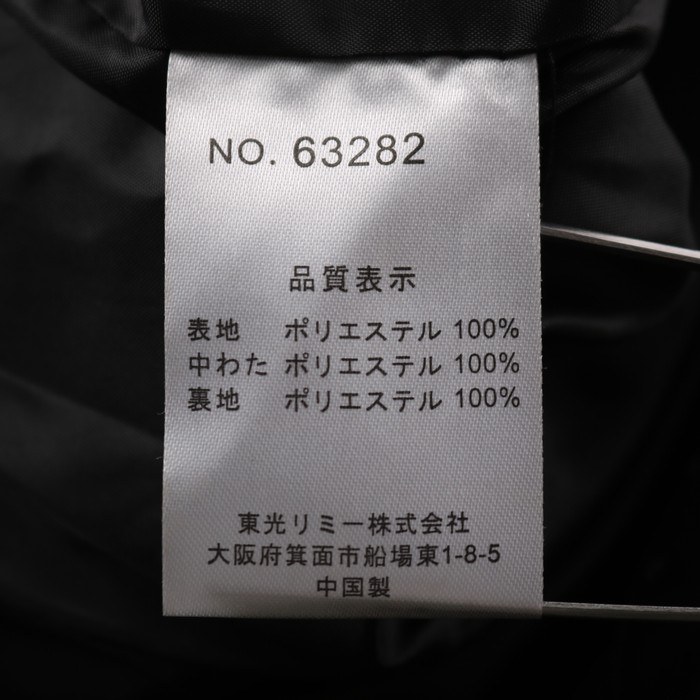 NO. 63282
品質表示
表地 ポリエステル 100%
中わた ポリエステル 100%
裏地 ポリエステル 100%
東光リミー株式会社
大阪府箕面市船場東1-8-5
中国製